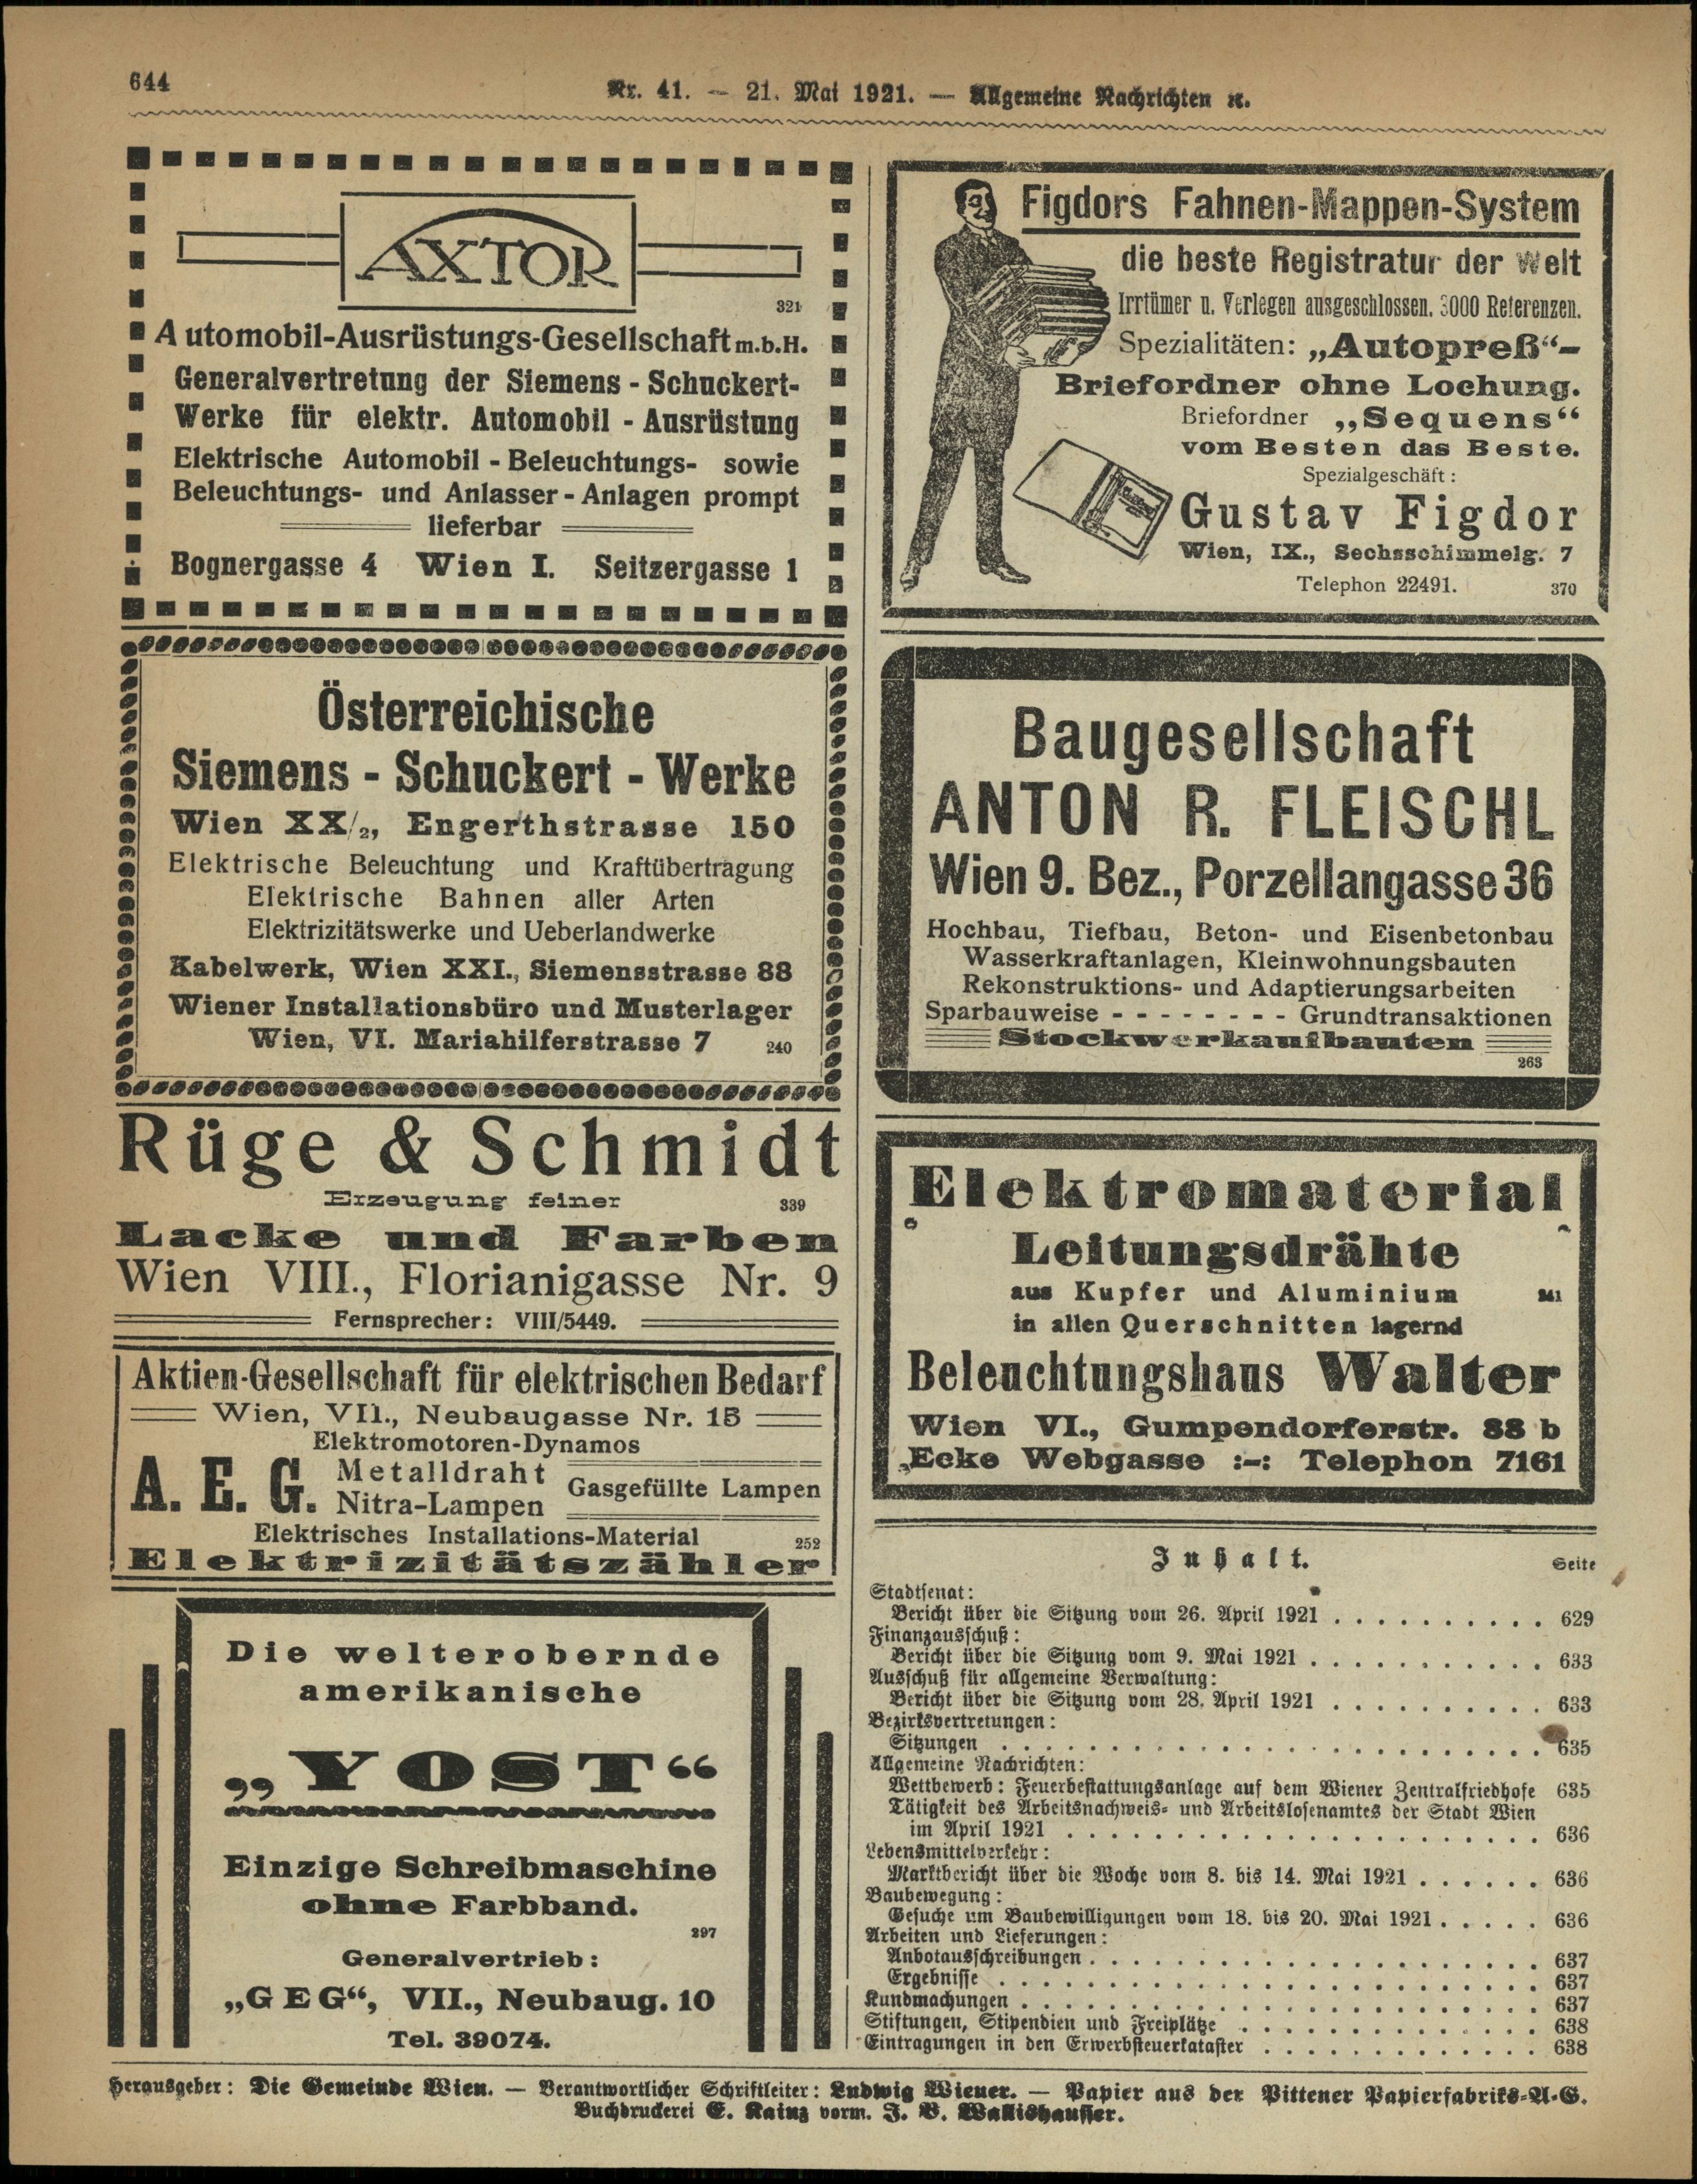 644
Nr. 41. — 21. Mai 1921. — Allgemeine Nachrichten ꝛc.
AXTOR
321
Automobil-Ausrüstungs-Gesellschaft m.b.H.
Generalvertretung der Siemens - Schuckert-
Werke für elektr. Automobil - Ausrüstung
Elektrische Automobil - Beleuchtungs- sowie
Beleuchtungs- und Anlasser - Anlagen prompt
lieferbar
Bognergasse 4 Wien I. Seitzergasse 1
Österreichische
Siemens - Schuckert - Werke
Wien XX/2, Engerthstrasse 150
Elektrische Beleuchtung und Kraftübertragung
Elektrische Bahnen aller Arten
Elektrizitätswerke und Ueberlandwerke
Kabelwerk, Wien XXI., Siemensstrasse 88
Wiener Installationsbüro und Musterlager
Wien, VI. Mariahilferstrasse 7 240
Rüge & Schmidt
Erzeugung feiner 339
Lacke und Farben
Wien VIII., Florianigasse Nr. 9
Fernsprecher: VIII/5449.
Aktien-Gesellschaft für elektrischen Bedarf
Wien, VII., Neubaugasse Nr. 15
Elektromotoren-Dynamos
A. E. G. Metalldraht
Nitra-Lampen
Gasgefüllte Lampen
Elektrisches Installations-Material 252
Elektrizitätszähler
Die welterobernde
amerikanische
„YOST“
Einzige Schreibmaschine
ohne Farbband.
297
Generalvertrieb:
„GEG“, VII., Neubaug. 10
Tel. 39074.
Figdors Fahnen-Mappen-System
die beste Registratur der Welt
Irrtümer u. Verlegen ausgeschlossen. 3000 Referenzen.
Spezialitäten: „Autopreß“-
Briefordner ohne Lochung.
Briefordner „Sequens“
vom Besten das Beste.
Spezialgeschäft:
Gustav Figdor
Wien, IX., Sechsschimmelg. 7
Telephon 22491. 370
Baugesellschaft
ANTON R. FLEISCHL
Wien 9. Bez., Porzellangasse 36
Hochbau, Tiefbau, Beton- und Eisenbetonbau
Wasserkraftanlagen, Kleinwohnungsbauten
Rekonstruktions- und Adaptierungsarbeiten
Sparbauweise - - - - - - - - Grundtransaktionen
Stockwerkaufbauten
263
Elektromaterial
Leitungsdrähte
aus Kupfer und Aluminium 341
in allen Querschnitten lagernd
Beleuchtungshaus Walter
Wien VI., Gumpendorferstr. 88 b
Ecke Webgasse :-: Telephon 7161
Inhalt. Seite
Stadtsenat:
Bericht über die Sitzung vom 26. April 1921 . . . . . . . . . . 629
Finanzausschuß:
Bericht über die Sitzung vom 9. Mai 1921 . . . . . . . . . . . 633
Ausschuß für allgemeine Verwaltung:
Bericht über die Sitzung vom 28. April 1921 . . . . . . . . . . 633
Bezirksvertretungen:
Sitzungen . . . . . . . . . . . . . . . . . . . . . . . . . 635
Allgemeine Nachrichten:
Wettbewerb: Feuerbestattungsanlage auf dem Wiener Zentralfriedhofe 635
Tätigkeit des Arbeitsnachweis- und Arbeitslosenamtes der Stadt Wien
im April 1921 . . . . . . . . . . . . . . . . . . . . . . 636
Lebensmittelverkehr:
Marktbericht über die Woche vom 8. bis 14. Mai 1921 . . . . . . 636
Baubewegung:
Gesuche um Baubewilligungen vom 18. bis 20. Mai 1921 . . . . . 636
Arbeiten und Lieferungen:
Anbotausschreibungen . . . . . . . . . . . . . . . . . . . . . 637
Ergebnisse . . . . . . . . . . . . . . . . . . . . . . . . . 637
Kundmachungen . . . . . . . . . . . . . . . . . . . . . . . . 637
Stiftungen, Stipendien und Freiplätze . . . . . . . . . . . . . . 638
Eintragungen in den Erwerbsteuerkataster . . . . . . . . . . . . . 638
Herausgeber: Die Gemeinde Wien. — Verantwortlicher Schriftleiter: Ludwig Wiener. — Papier aus der Pittener Papierfabriks-A-G.
Buchdruckerei E. Kainz vorm. J. B. Wallishausser.